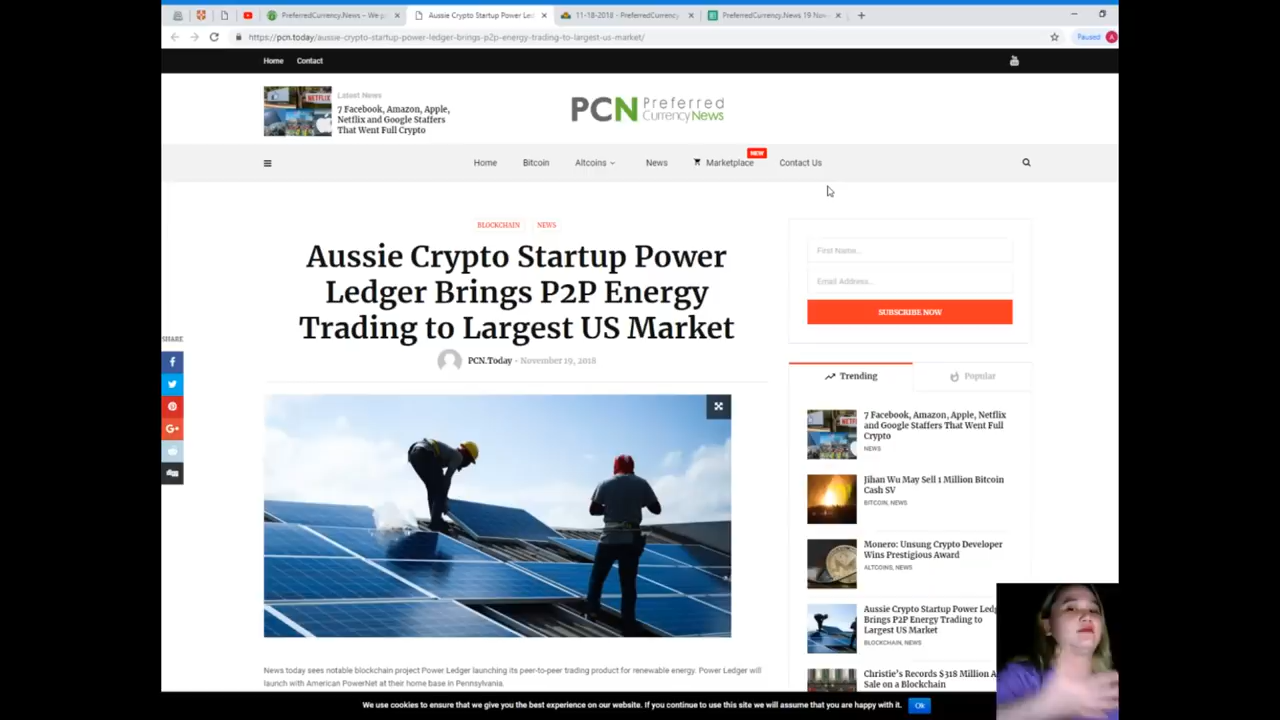 PreferredCurrency.News – We p
Aussie Crypto Startup Power Led
11-18-2018 - PreferredCurrency
PreferredCurrency.News 19 Nov
https://pcn.today/aussie-crypto-startup-power-ledger-brings-p2p-energy-trading-to-largest-us-market/
Paused
A
Home
Contact
Latest News
7 Facebook, Amazon, Apple,
Netflix and Google Staffers
That Went Full Crypto
PCN Preferred
Currency News
Home
Bitcoin
Altcoins
News
Marketplace
NEW
Contact Us
BLOCKCHAIN
NEWS
Aussie Crypto Startup Power
Ledger Brings P2P Energy
Trading to Largest US Market
PCN.Today - November 19, 2018
SHARE
First Name...
Email Address...
SUBSCRIBE NOW
Trending
Popular
7 Facebook, Amazon, Apple, Netflix
and Google Staffers That Went Full
Crypto
NEWS
Jihan Wu May Sell 1 Million Bitcoin
Cash SV
BITCOIN, NEWS
Monero: Unsung Crypto Developer
Wins Prestigious Award
ALTCOINS, NEWS
Aussie Crypto Startup Power Ledg
Brings P2P Energy Trading to
Largest US Market
BLOCKCHAIN, NEWS
Christie's Records $318 Million A
Sale on a Blockchain
News today sees notable blockchain project Power Ledger launching its peer-to-peer trading product for renewable energy. Power Ledger will
launch with American PowerNet at their home base in Pennsylvania.
We use cookies to ensure that we give you the best experience on our website. If you continue to use this site we will assume that you are happy with it.
Ok